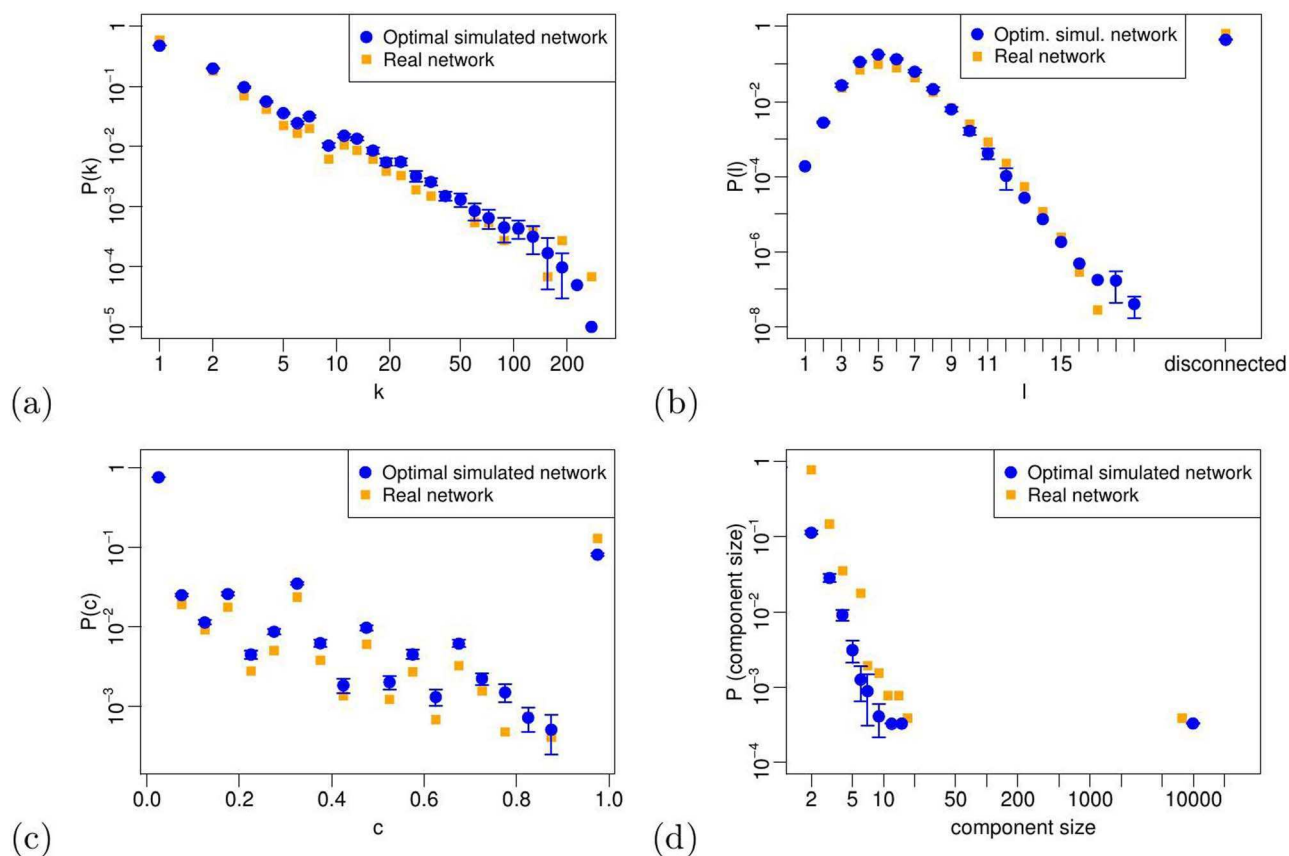 Optimal simulated network
Real network
P(k)
1
10^-1
10^-2
10^-3
10^-4
10^-5
1 2 5 10 20 50 100 200
k
(a)
Optim. simul. network
Real network
P(l)
1
10^-2
10^-4
10^-6
10^-8
1 3 5 7 9 11 15 disconnected
l
(b)
Optimal simulated network
Real network
P(c)
1
10^-1
10^-2
10^-3
0.0 0.2 0.4 0.6 0.8 1.0
c
(c)
Optimal simulated network
Real network
P (component size)
1
10^-1
10^-2
10^-3
10^-4
2 5 10 50 200 1000 10000
component size
(d)